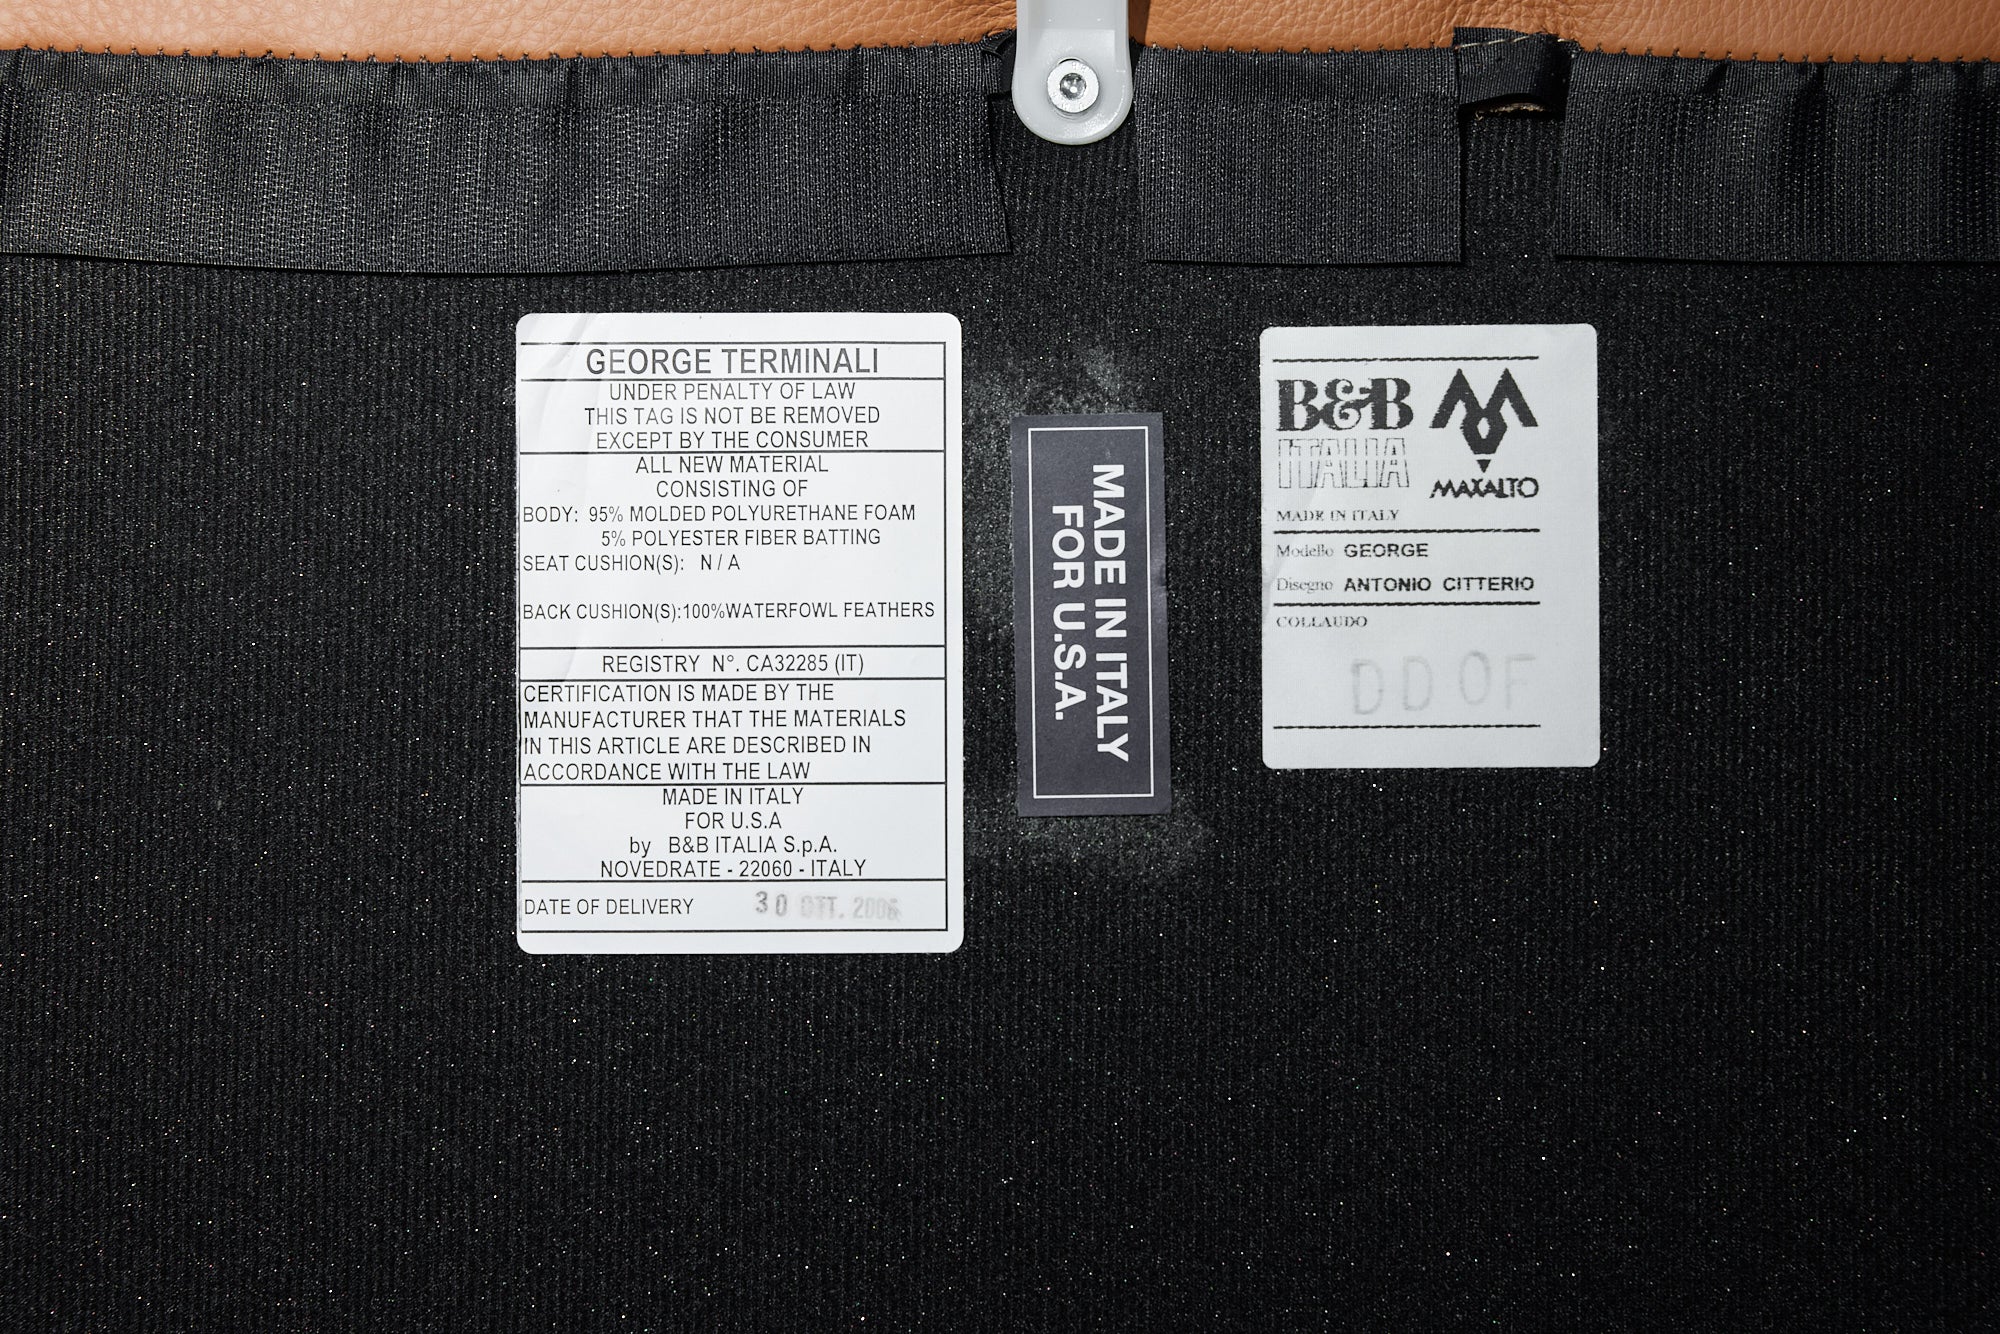 GEORGE TERMINALI
UNDER PENALTY OF LAW
THIS TAG IS NOT BE REMOVED
EXCEPT BY THE CONSUMER
ALL NEW MATERIAL
CONSISTING OF
BODY: 95% MOLDED POLYURETHANE FOAM
5% POLYESTER FIBER BATTING
SEAT CUSHION(S): N / A
BACK CUSHION(S):100%WATERFOWL FEATHERS
REGISTRY N°. CA32285 (IT)
CERTIFICATION IS MADE BY THE
MANUFACTURER THAT THE MATERIALS
IN THIS ARTICLE ARE DESCRIBED IN
ACCORDANCE WITH THE LAW
MADE IN ITALY
FOR U.S.A
by B&B ITALIA S.p.A.
NOVEDRATE - 22060 - ITALY
DATE OF DELIVERY 30 OTT.
MADE IN ITALY
FOR U.S.A.
B&B
ITALIA
MAXALTO
MADE IN ITALY
Modello GEORGE
Disegno ANTONIO CITTERIO
COLLAUDO